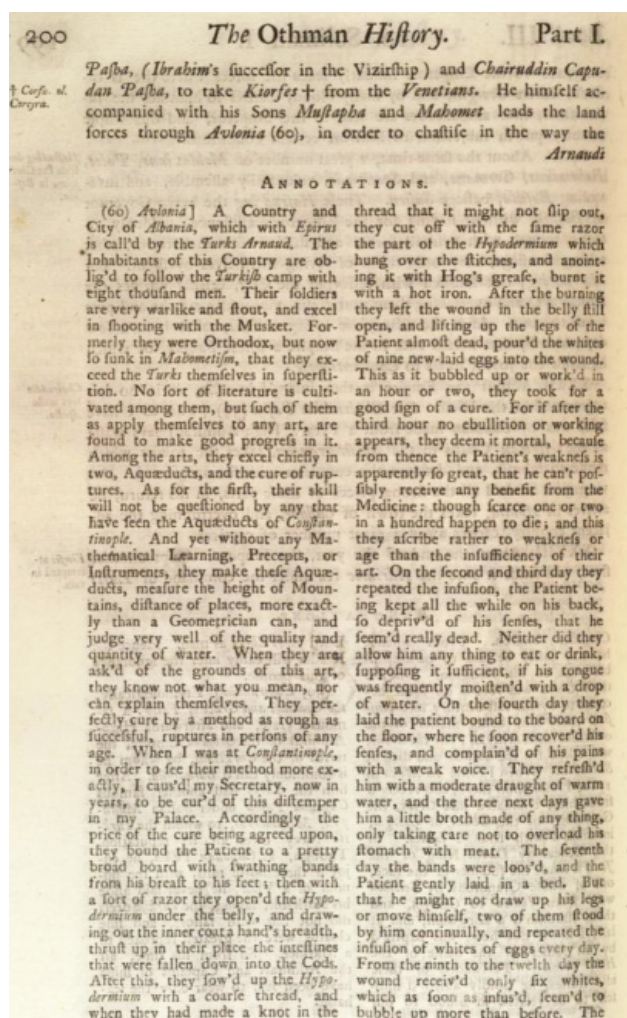 200 The Othman Hiſtory. Part I.
Paſha, (Ibrahim's ſucceſſor in the Vizirſhip) and Chairuddin Capu-
† Corfu. al. dan Paſha, to take Kiorfes † from the Venetians. He himſelf ac-
Corcyra. companied with his Sons Muſtapha and Mahomet leads the land
forces through Avlonia (60), in order to chaſtiſe in the way the
Arnaudi
ANNOTATIONS.
(60) Avlonia] A Country and
City of Albania, which with Epirus
is call'd by the Turks Arnaud. The
Inhabitants of this Country are ob-
lig'd to follow the Turkiſh camp with
eight thouſand men. Their ſoldiers
are very warlike and ſtout, and excel
in ſhooting with the Musket. For-
merly they were Orthodox, but now
ſo ſunk in Mahometiſm, that they ex-
ceed the Turks themſelves in ſuperſti-
tion. No ſort of literature is culti-
vated among them, but ſuch of them
as apply themſelves to any art, are
found to make good progreſs in it.
Among the arts, they excel chiefly in
two, Aquæducts, and the cure of rup-
tures. As for the firſt, their skill
will not be queſtioned by any that
have ſeen the Aquæducts of Conſtan-
tinople. And yet without any Ma-
thematical Learning, Precepts, or
Inſtruments, they make theſe Aquæ-
ducts, meaſure the height of Moun-
tains, diſtance of places, more exact-
ly than a Geometrician can, and
judge very well of the quality and
quantity of water. When they are
ask'd of the grounds of this art,
they know not what you mean, nor
can explain themſelves. They per-
fectly cure by a method as rough as
ſucceſsful, ruptures in perſons of any
age. When I was at Conſtantinople,
in order to ſee their method more ex-
actly, I caus'd my Secretary, now in
years, to be cur'd of this diſtemper
in my Palace. Accordingly the
price of the cure being agreed upon,
they bound the Patient to a pretty
broad board with ſwathing bands
from his breaſt to his feet; then with
a ſort of razor they open'd the Hypo-
dermium under the belly, and draw-
ing out the inner coat a hand's breadth,
thruſt up in their place the inteſtines
that were fallen down into the Cods.
After this, they ſow'd up the Hypo-
dermium with a coarſe thread, and
when they had made a knot in the
thread that it might not ſlip out,
they cut off with the ſame razor
the part of the Hypodermium which
hung over the ſtitches, and anoint-
ing it with Hog's greaſe, burnt it
with a hot iron. After the burning
they left the wound in the belly ſtill
open, and lifting up the legs of the
Patient almoſt dead, pour'd the whites
of nine new-laid eggs into the wound.
This as it bubbled up or work'd in
an hour or two, they took for a
good ſign of a cure. For if after the
third hour no ebullition or working
appears, they deem it mortal, becauſe
from thence the Patient's weakneſs is
apparently ſo great, that he can't poſ-
ſibly receive any benefit from the
Medicine: though ſcarce one or two
in a hundred happen to die; and this
they aſcribe rather to weakneſs or
age than the inſufficiency of their
art. On the ſecond and third day they
repeated the infuſion, the Patient be-
ing kept all the while on his back,
ſo depriv'd of his ſenſes, that he
ſeem'd really dead. Neither did they
allow him any thing to eat or drink,
ſuppoſing it ſufficient, if his tongue
was frequently moiſten'd with a drop
of water. On the fourth day they
laid the patient bound to the board on
the floor, where he ſoon recover'd his
ſenſes, and complain'd of his pains
with a weak voice. They refreſh'd
him with a moderate draught of warm
water, and the three next days gave
him a little broth made of any thing,
only taking care not to overload his
ſtomach with meat. The ſeventh
day the bands were loos'd, and the
Patient gently laid in a bed. But
that he might not draw up his legs
or move himſelf, two of them ſtood
by him continually, and repeated the
infuſion of whites of eggs every day.
From the ninth to the twelth day the
wound receiv'd only ſix whites,
which as ſoon as infus'd, ſeem'd to
bubble up more than before. The